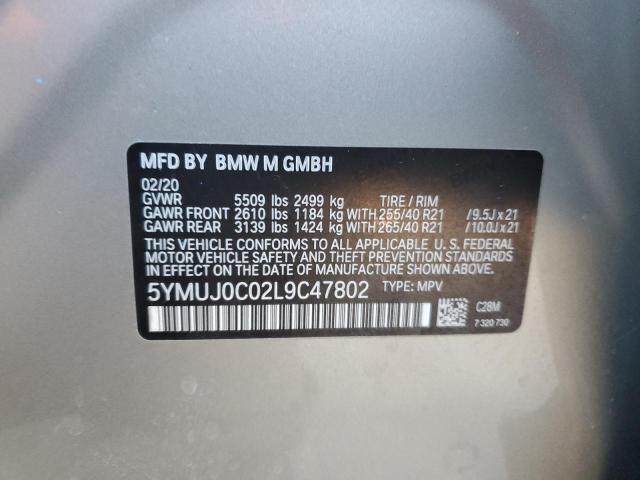 MFD BY BMW M GMBH
02/20
GVWR 5509 lbs 2499 kg TIRE / RIM
GAWR FRONT 2610 lbs 1184 kg WITH 255/40 R21 /9.5J x 21
GAWR REAR 3139 lbs 1424 kg WITH 265/40 R21 /10.0J x 21
THIS VEHICLE CONFORMS TO ALL APPLICABLE U. S. FEDERAL
MOTOR VEHICLE SAFETY, BUMPER, AND THEFT PREVENTION
STANDARDS IN EFFECT ON THE DATE OF MANUFACTURE SHOWN ABOVE.
5YMUJ0C02L9C47802 TYPE: MPV
C28M
7 320 730